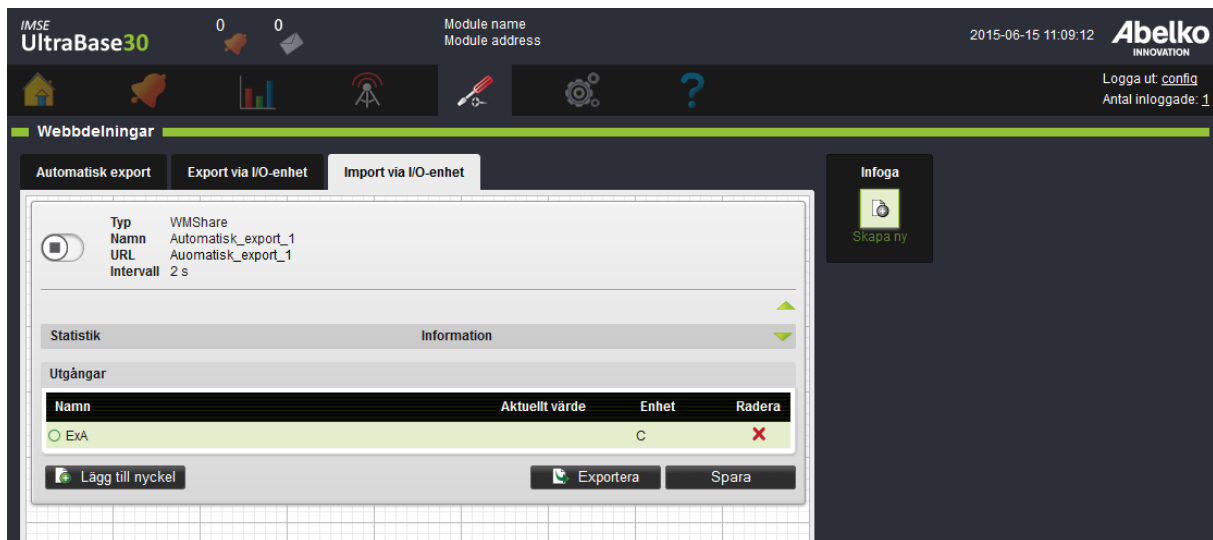 IMSE
UltraBase30
0 0
Module name
Module address
2015-06-15 11:09:12
Abelko
INNOVATION
Logga ut: config
Antal inloggade: 1
Webbdelningar
Automatisk export Export via I/O-enhet Import via I/O-enhet
Infoga
Skapa ny
Typ WMShare
Namn Automatisk_export_1
URL Auomatisk_export_1
Intervall 2 s
Statistik Information
Utgångar
Namn Aktuellt värde Enhet Radera
ExA C
Lägg till nyckel Exportera Spara